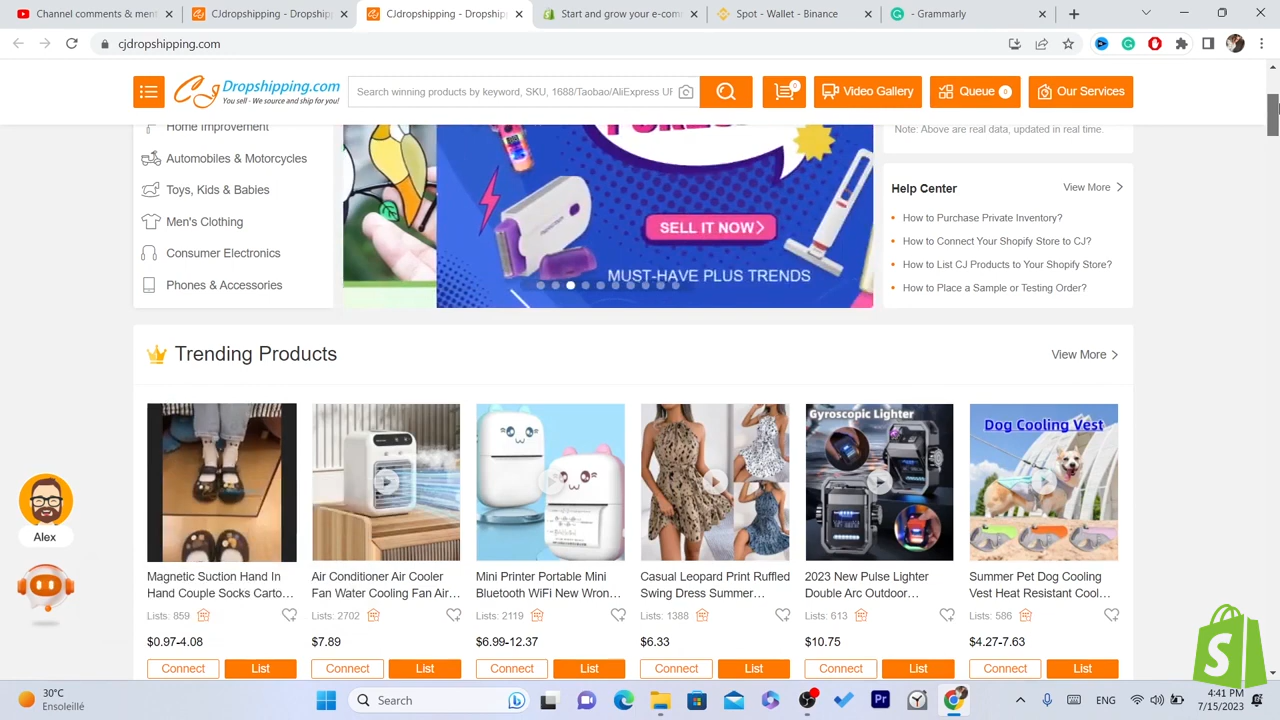 Channel comments & ment
CJdropshipping - Dropshipp
CJdropshipping - Dropshipp
Start and grow your e-com
Spot - Wallet - Binance
Grammarly
cjdropshipping.com
CJ Dropshipping.com
You sell - We source and ship for you!
Search winning products by keyword, SKU, 1688/Taobao/AliExpress UR
0
Video Gallery
Queue 0
Our Services
Home Improvement
Automobiles & Motorcycles
Toys, Kids & Babies
Men's Clothing
Consumer Electronics
Phones & Accessories
SELL IT NOW
MUST-HAVE PLUS TRENDS
Note: Above are real data, updated in real time.
Help Center
View More
How to Purchase Private Inventory?
How to Connect Your Shopify Store to CJ?
How to List CJ Products to Your Shopify Store?
How to Place a Sample or Testing Order?
Trending Products
View More
Gyroscopic Lighter
Dog Cooling Vest
Alex
Magnetic Suction Hand In
Hand Couple Socks Carto…
Lists: 859
$0.97-4.08
Connect
List
Air Conditioner Air Cooler
Fan Water Cooling Fan Air…
Lists: 2702
$7.89
Connect
List
Mini Printer Portable Mini
Bluetooth WiFi New Wron…
Lists: 2119
$6.99-12.37
Connect
List
Casual Leopard Print Ruffled
Swing Dress Summer…
Lists: 1388
$6.33
Connect
List
2023 New Pulse Lighter
Double Arc Outdoor…
Lists: 613
$10.75
Connect
List
Summer Pet Dog Cooling
Vest Heat Resistant Cool…
Lists: 586
$4.27-7.63
Connect
List
30°C
Ensoleillé
Search
Pr
ENG
4:41 PM
7/15/2023